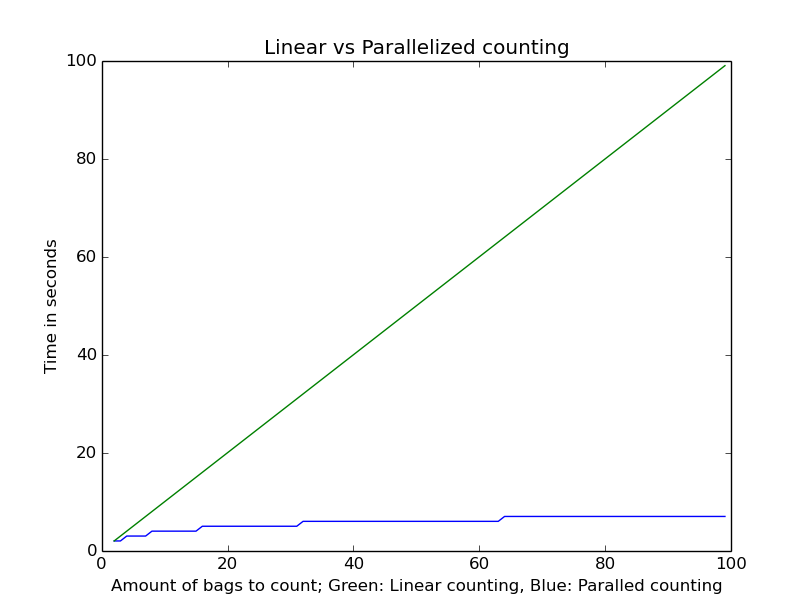 Linear vs Parallelized counting
100
80
60
40
20
0
Time in seconds
0 20 40 60 80 100
Amount of bags to count; Green: Linear counting, Blue: Paralled counting